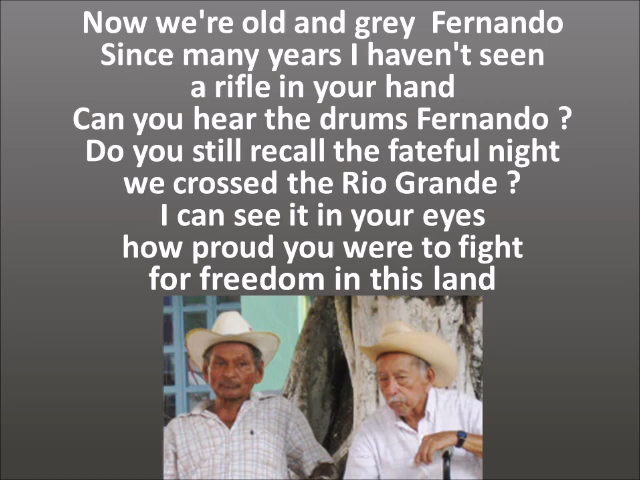 Now we're old and grey  Fernando
Since many years I haven't seen
a rifle in your hand
Can you hear the drums Fernando ?
Do you still recall the fateful night
we crossed the Rio Grande ?
I can see it in your eyes
how proud you were to fight
for freedom in this land